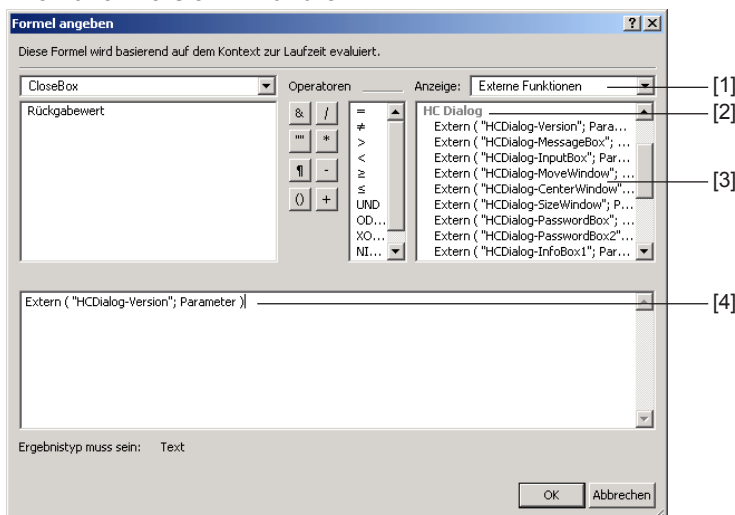 Formel angeben
Diese Formel wird basierend auf dem Kontext zur Laufzeit evaluiert.
CloseBox
Operatoren
Anzeige: Externe Funktionen
[1]
Rückgabewert
& /
"" *
¶ -
() +
=
≠
>
<
≥
≤
UND
OD...
XO...
NI...
HC Dialog
[2]
Extern ( "HCDialog-Version"; Para...
Extern ( "HCDialog-MessageBox"; ...
Extern ( "HCDialog-InputBox"; Par...
Extern ( "HCDialog-MoveWindow"; ...
[3]
Extern ( "HCDialog-CenterWindow"...
Extern ( "HCDialog-SizeWindow"; P...
Extern ( "HCDialog-PasswordBox"; ...
Extern ( "HCDialog-PasswordBox2"...
Extern ( "HCDialog-InfoBox1"; Par...
Extern ( "HCDialog-Version"; Parameter )
[4]
Ergebnistyp muss sein: Text
OK
Abbrechen